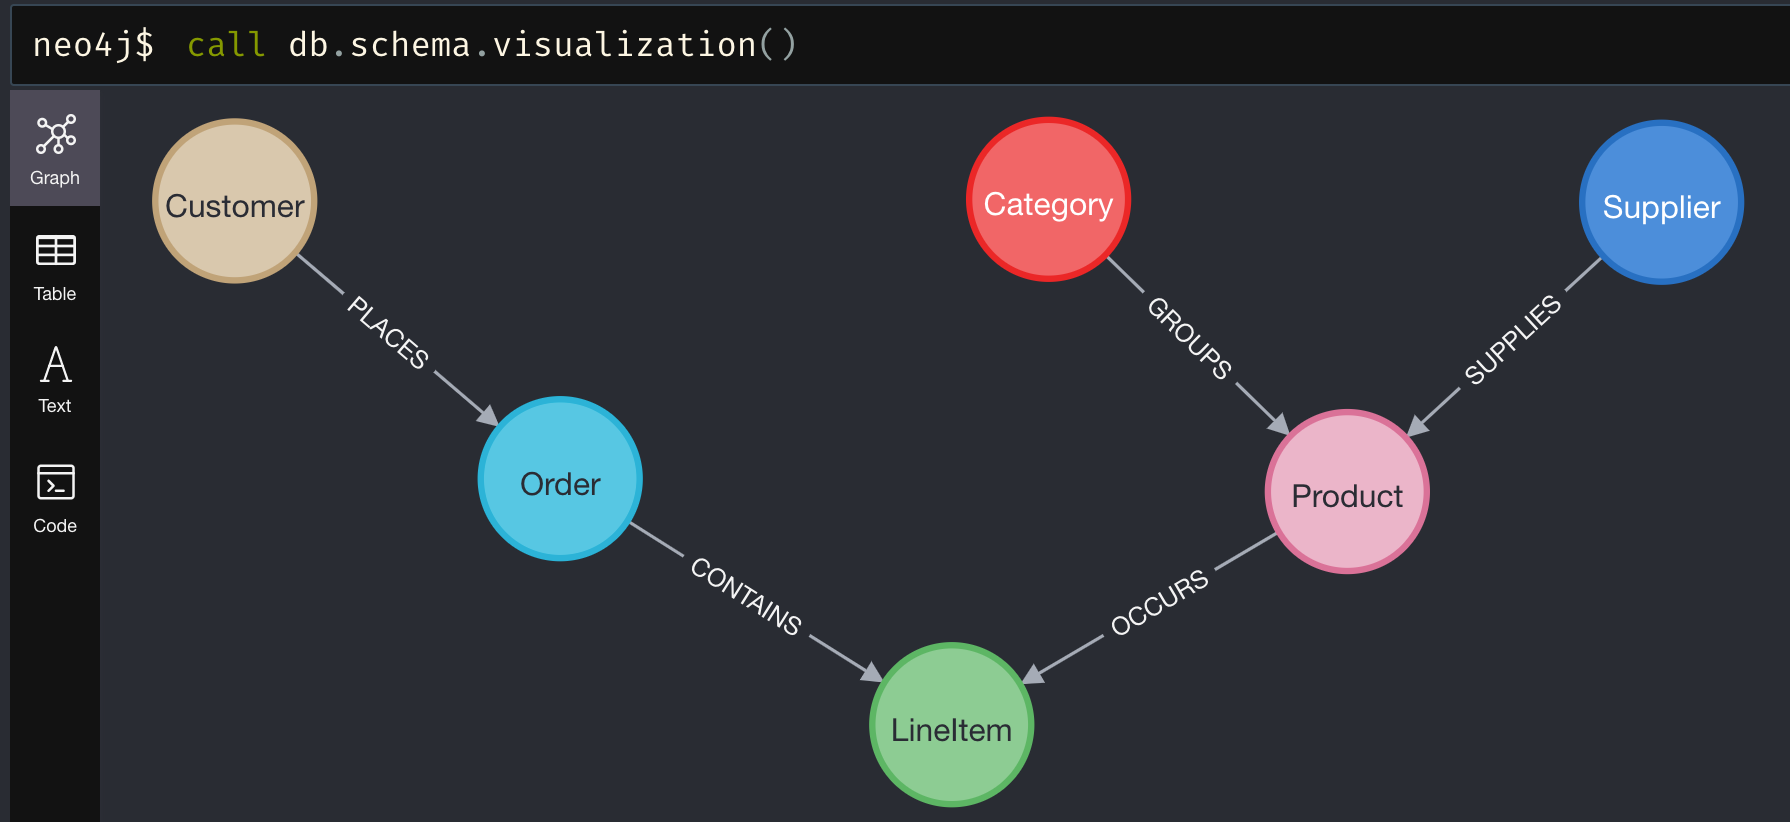 neo4j$ call db.schema.visualization()
Graph
Table
Text
Code
Customer
Category
Supplier
PLACES
GROUPS
SUPPLIES
Order
Product
CONTAINS
OCCURS
LineItem